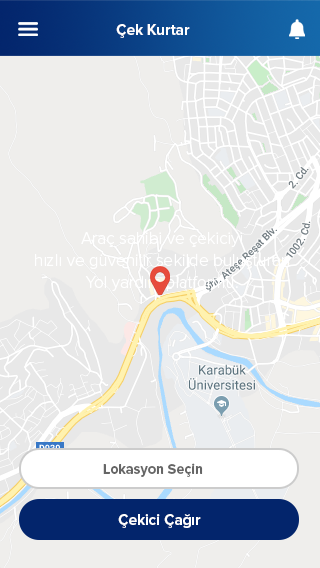 Çek Kurtar
2. Cd.
1002. Cd.
Şht. Ateşe Reşat Blv.
Araç sahibi ve çekiciyi
hızlı ve güvenilir şekilde buluşturan
Yol yardım platformu
Karabük
Üniversitesi
D030
Lokasyon Seçin
Çekici Çağır